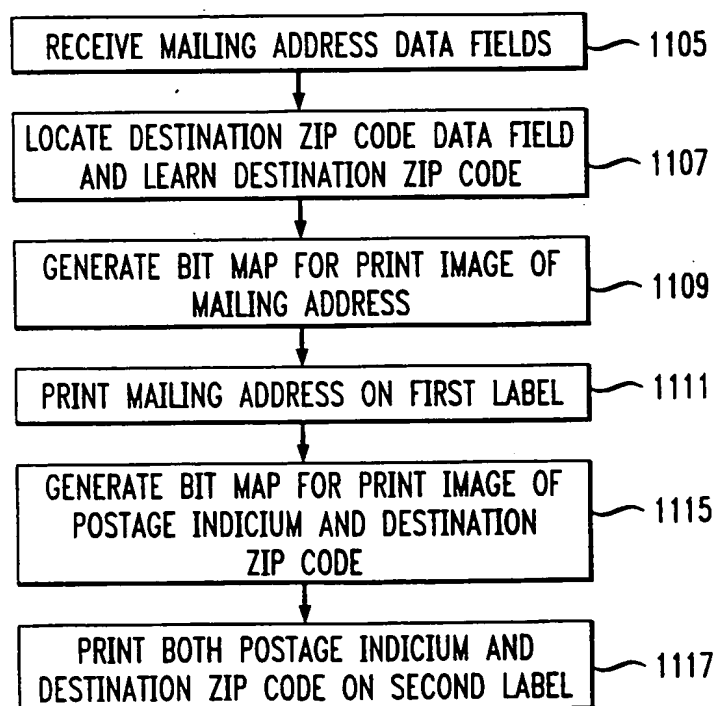 RECEIVE MAILING ADDRESS DATA FIELDS
1105
LOCATE DESTINATION ZIP CODE DATA FIELD
AND LEARN DESTINATION ZIP CODE
1107
GENERATE BIT MAP FOR PRINT IMAGE OF
MAILING ADDRESS
1109
PRINT MAILING ADDRESS ON FIRST LABEL
1111
GENERATE BIT MAP FOR PRINT IMAGE OF
POSTAGE INDICIUM AND DESTINATION
ZIP CODE
1115
PRINT BOTH POSTAGE INDICIUM AND
DESTINATION ZIP CODE ON SECOND LABEL
1117